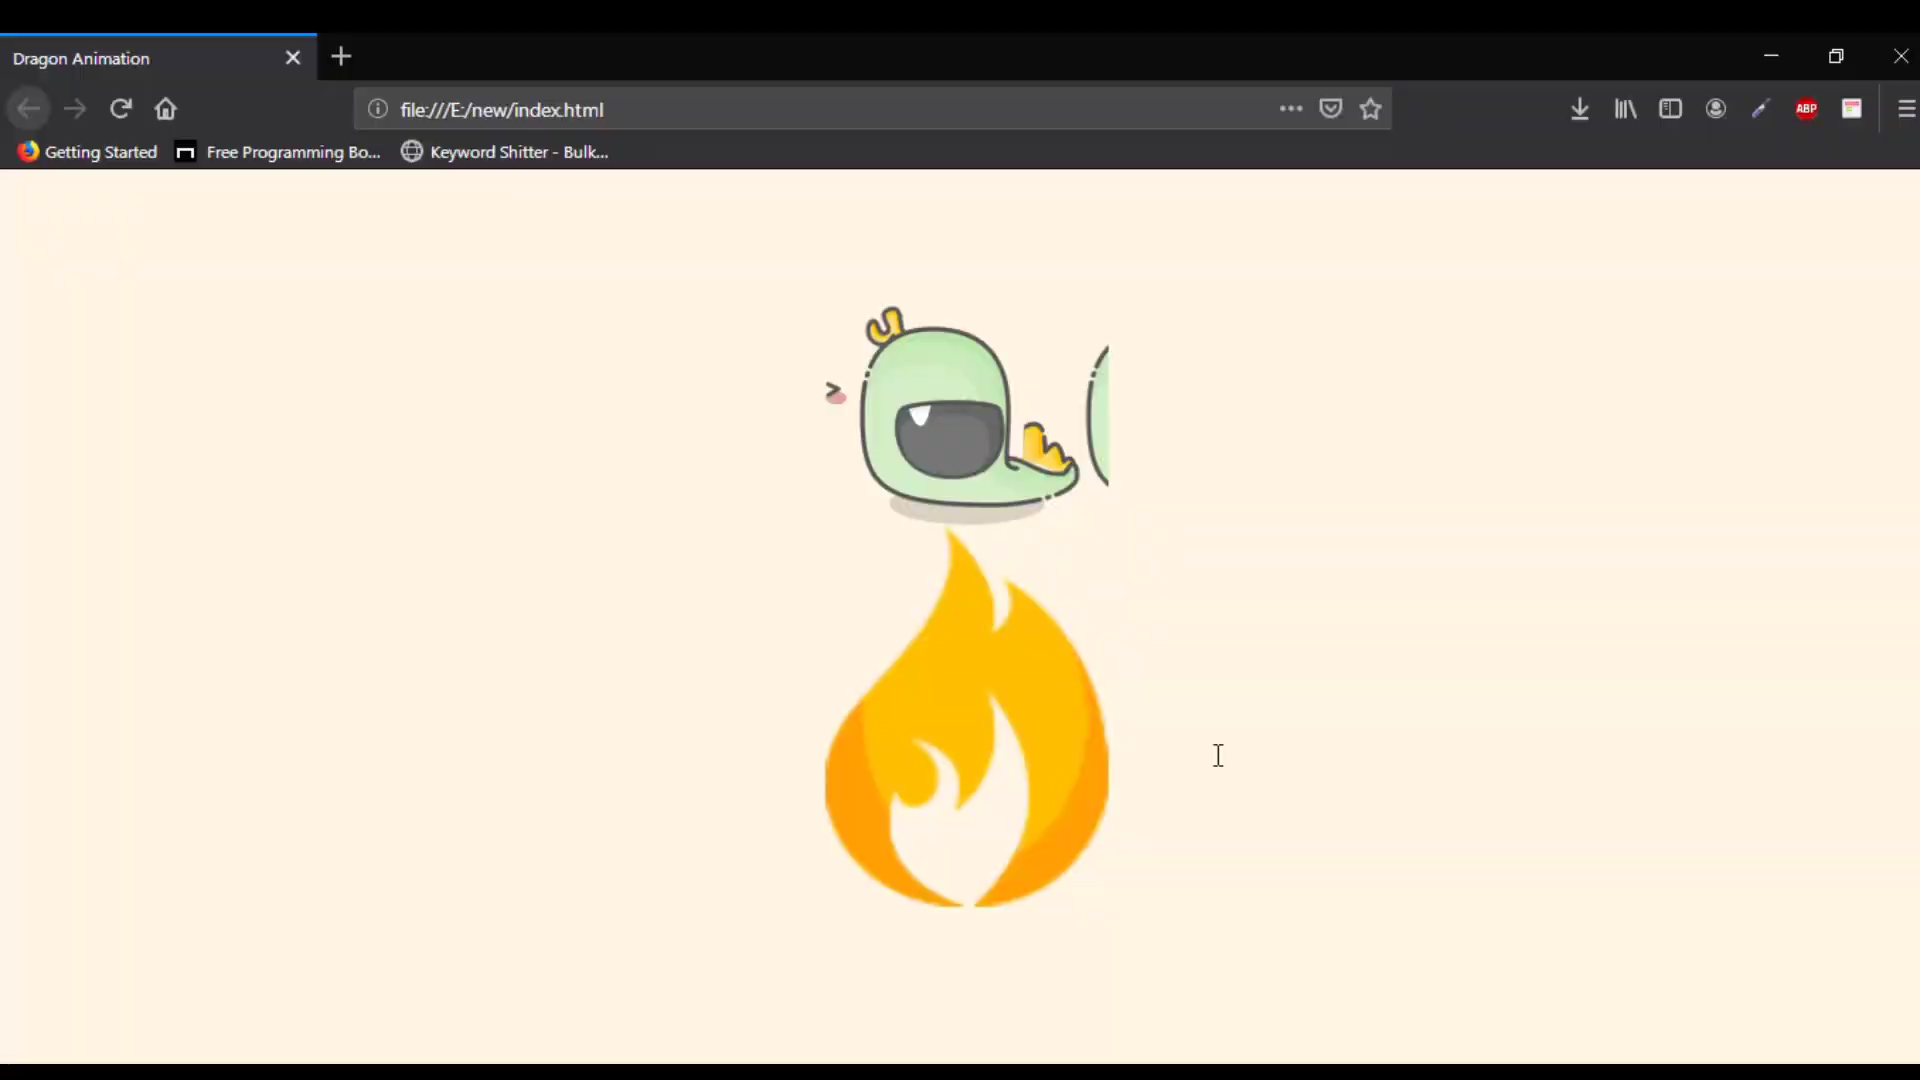 Dragon Animation
file:///E:/new/index.html
ABP
Getting Started
Free Programming Bo...
Keyword Shitter - Bulk...